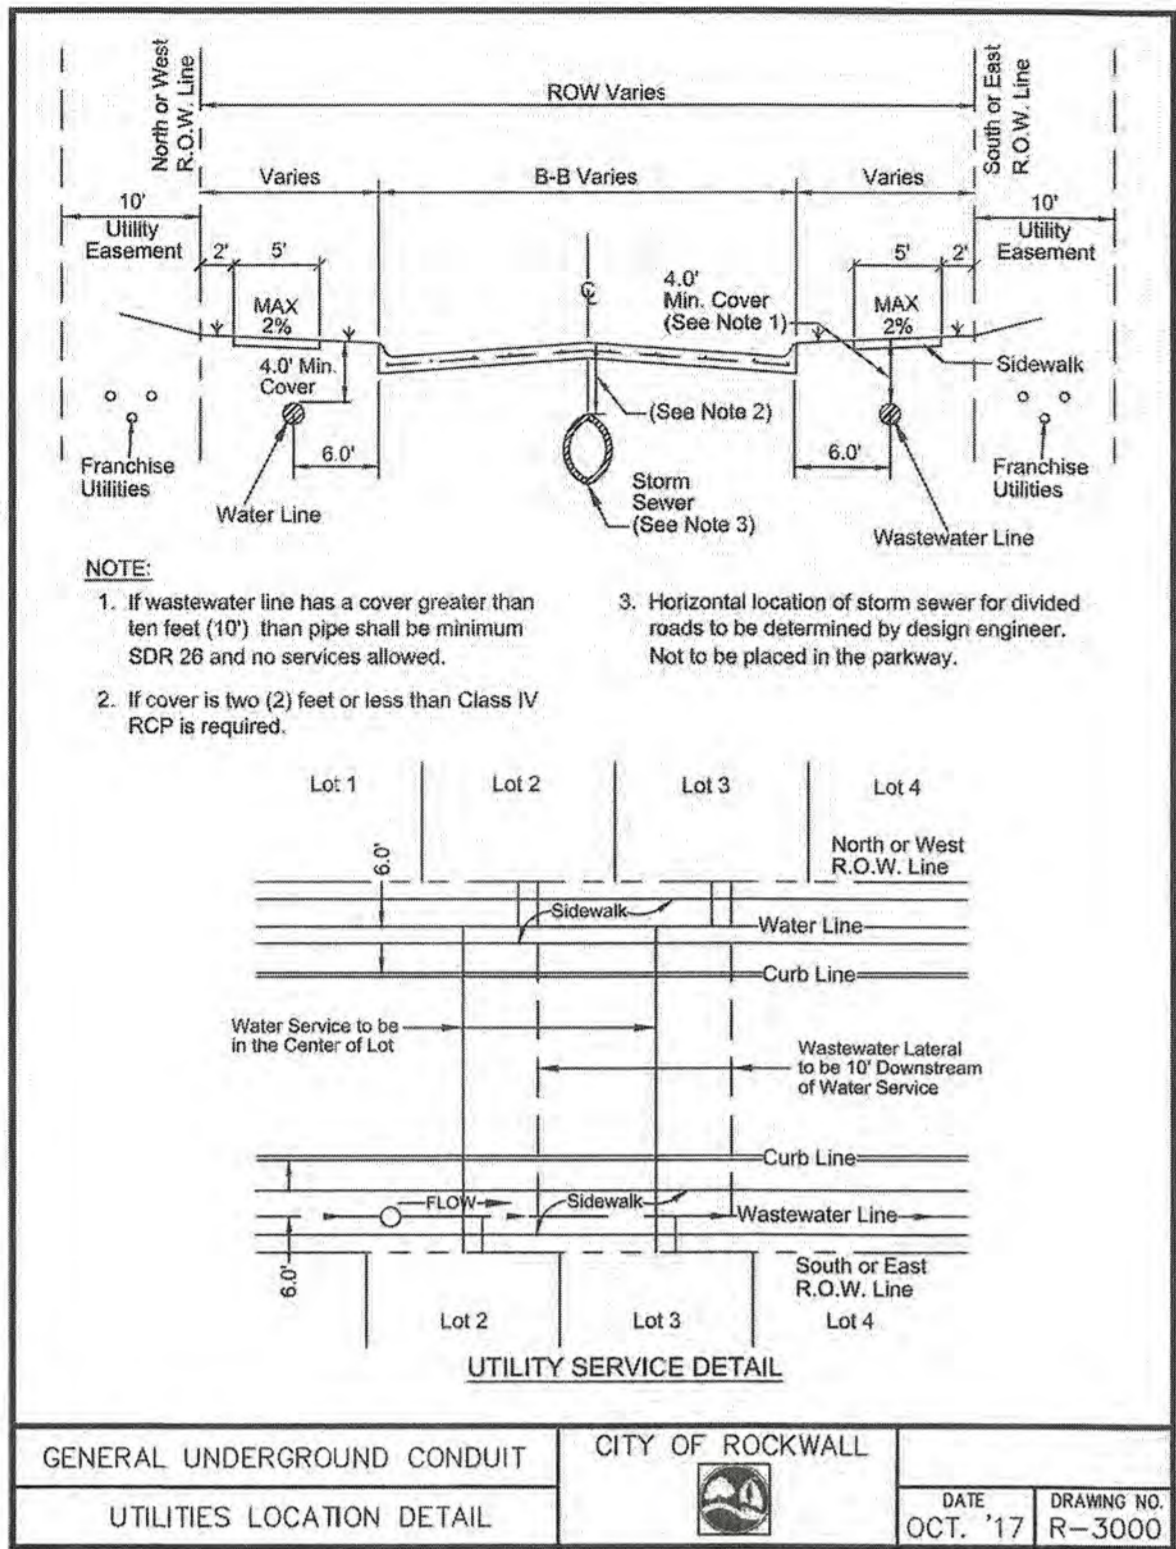 North or West
R.O.W. Line
ROW Varies
South or East
R.O.W. Line
Varies
B-B Varies
Varies
10'
Utility
Easement
2'
5'
MAX
2%
4.0' Min.
Cover
Water Line
6.0'
Franchise
Utilities
℄
4.0'
Min. Cover
(See Note 1)
(See Note 2)
Storm
Sewer
(See Note 3)
5'
2'
MAX
2%
Sidewalk
6.0'
Wastewater Line
10'
Utility
Easement
Franchise
Utilities
NOTE:
1. If wastewater line has a cover greater than
ten feet (10') than pipe shall be minimum
SDR 26 and no services allowed.
2. If cover is two (2) feet or less than Class IV
RCP is required.
3. Horizontal location of storm sewer for divided
roads to be determined by design engineer.
Not to be placed in the parkway.
Lot 1
Lot 2
Lot 3
Lot 4
North or West
R.O.W. Line
6.0'
Sidewalk
Water Line
Curb Line
Water Service to be
in the Center of Lot
Wastewater Lateral
to be 10' Downstream
of Water Service
Curb Line
FLOW
Sidewalk
Wastewater Line
6.0'
South or East
R.O.W. Line
Lot 2
Lot 3
Lot 4
UTILITY SERVICE DETAIL
GENERAL UNDERGROUND CONDUIT
UTILITIES LOCATION DETAIL
CITY OF ROCKWALL
DATE
OCT. '17
DRAWING NO.
R-3000